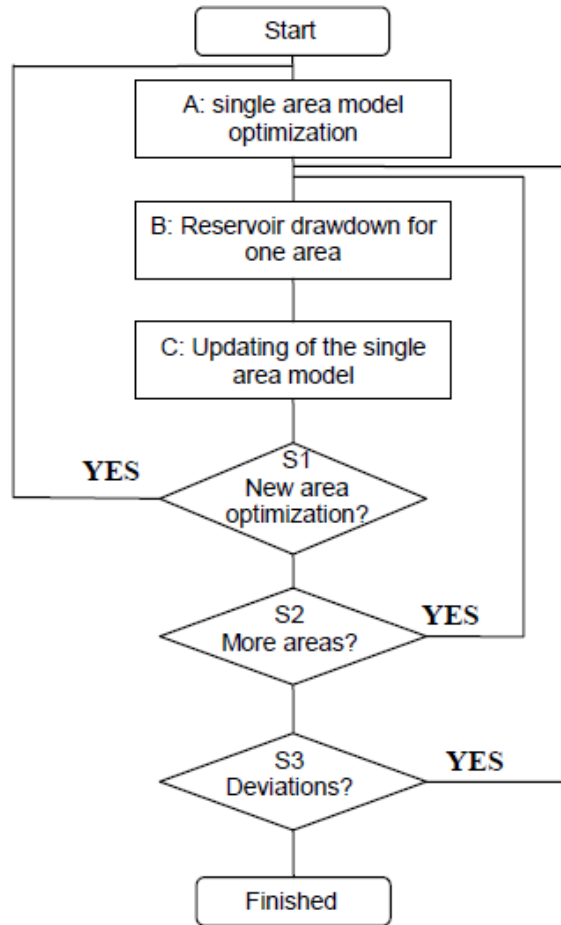 Start
A: single area model
optimization
B: Reservoir drawdown for
one area
C: Updating of the single
area model
S1
YES
New area
optimization?
S2
YES
More areas?
S3
YES
Deviations?
Finished